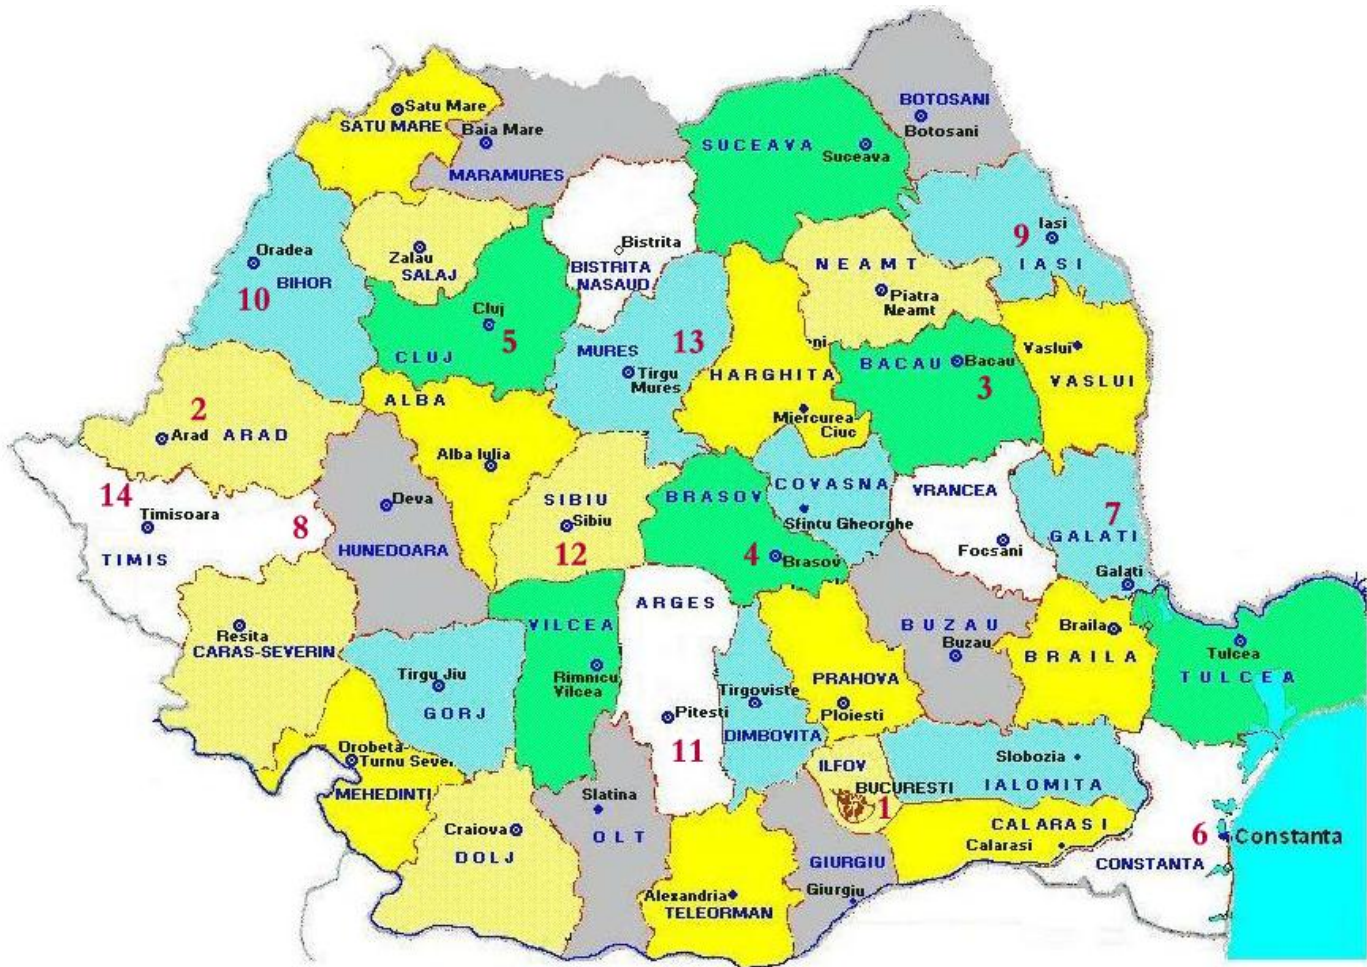 BOTOSANI
Botosani
Satu Mare
SATU MARE
Baia Mare
MARAMURES
SUCEAVA
Suceava
9
Iasi
IASI
Oradea
BIHOR
10
Zalau
SALAJ
Bistrita
BISTRITA
NASAUD
NEAMT
Piatra
Neamt
Cluj
5
CLUJ
MURES
13
Tirgu
Mures
HARGHITA
Miercurea-
Ciuc
BACAU
Bacau
3
Vaslui
VASLUI
2
Arad
ARAD
ALBA
Alba Iulia
14
Timisoara
8
TIMIS
Deva
HUNEDOARA
SIBIU
Sibiu
12
BRASOV
4
Brasov
COVASNA
Sfintu Gheorghe
VRANCEA
Focsani
7
GALATI
Galati
Resita
CARAS-SEVERIN
Tirgu Jiu
GORJ
VILCEA
Rimnicu
Vilcea
ARGES
Pitesti
11
Tirgoviste
DIMBOVITA
PRAHOVA
Ploiesti
BUZAU
Buzau
Braila
BRAILA
Tulcea
TULCEA
Orobeta-
Turnu Sever
MEHEDINTI
Craiova
DOLJ
Slatina
OLT
ILFOV
BUCURESTI
1
Slobozia
IALOMITA
CALARASI
Calarasi
6
Constanta
CONSTANTA
Alexandria
TELEORMAN
GIURGIU
Giurgiu